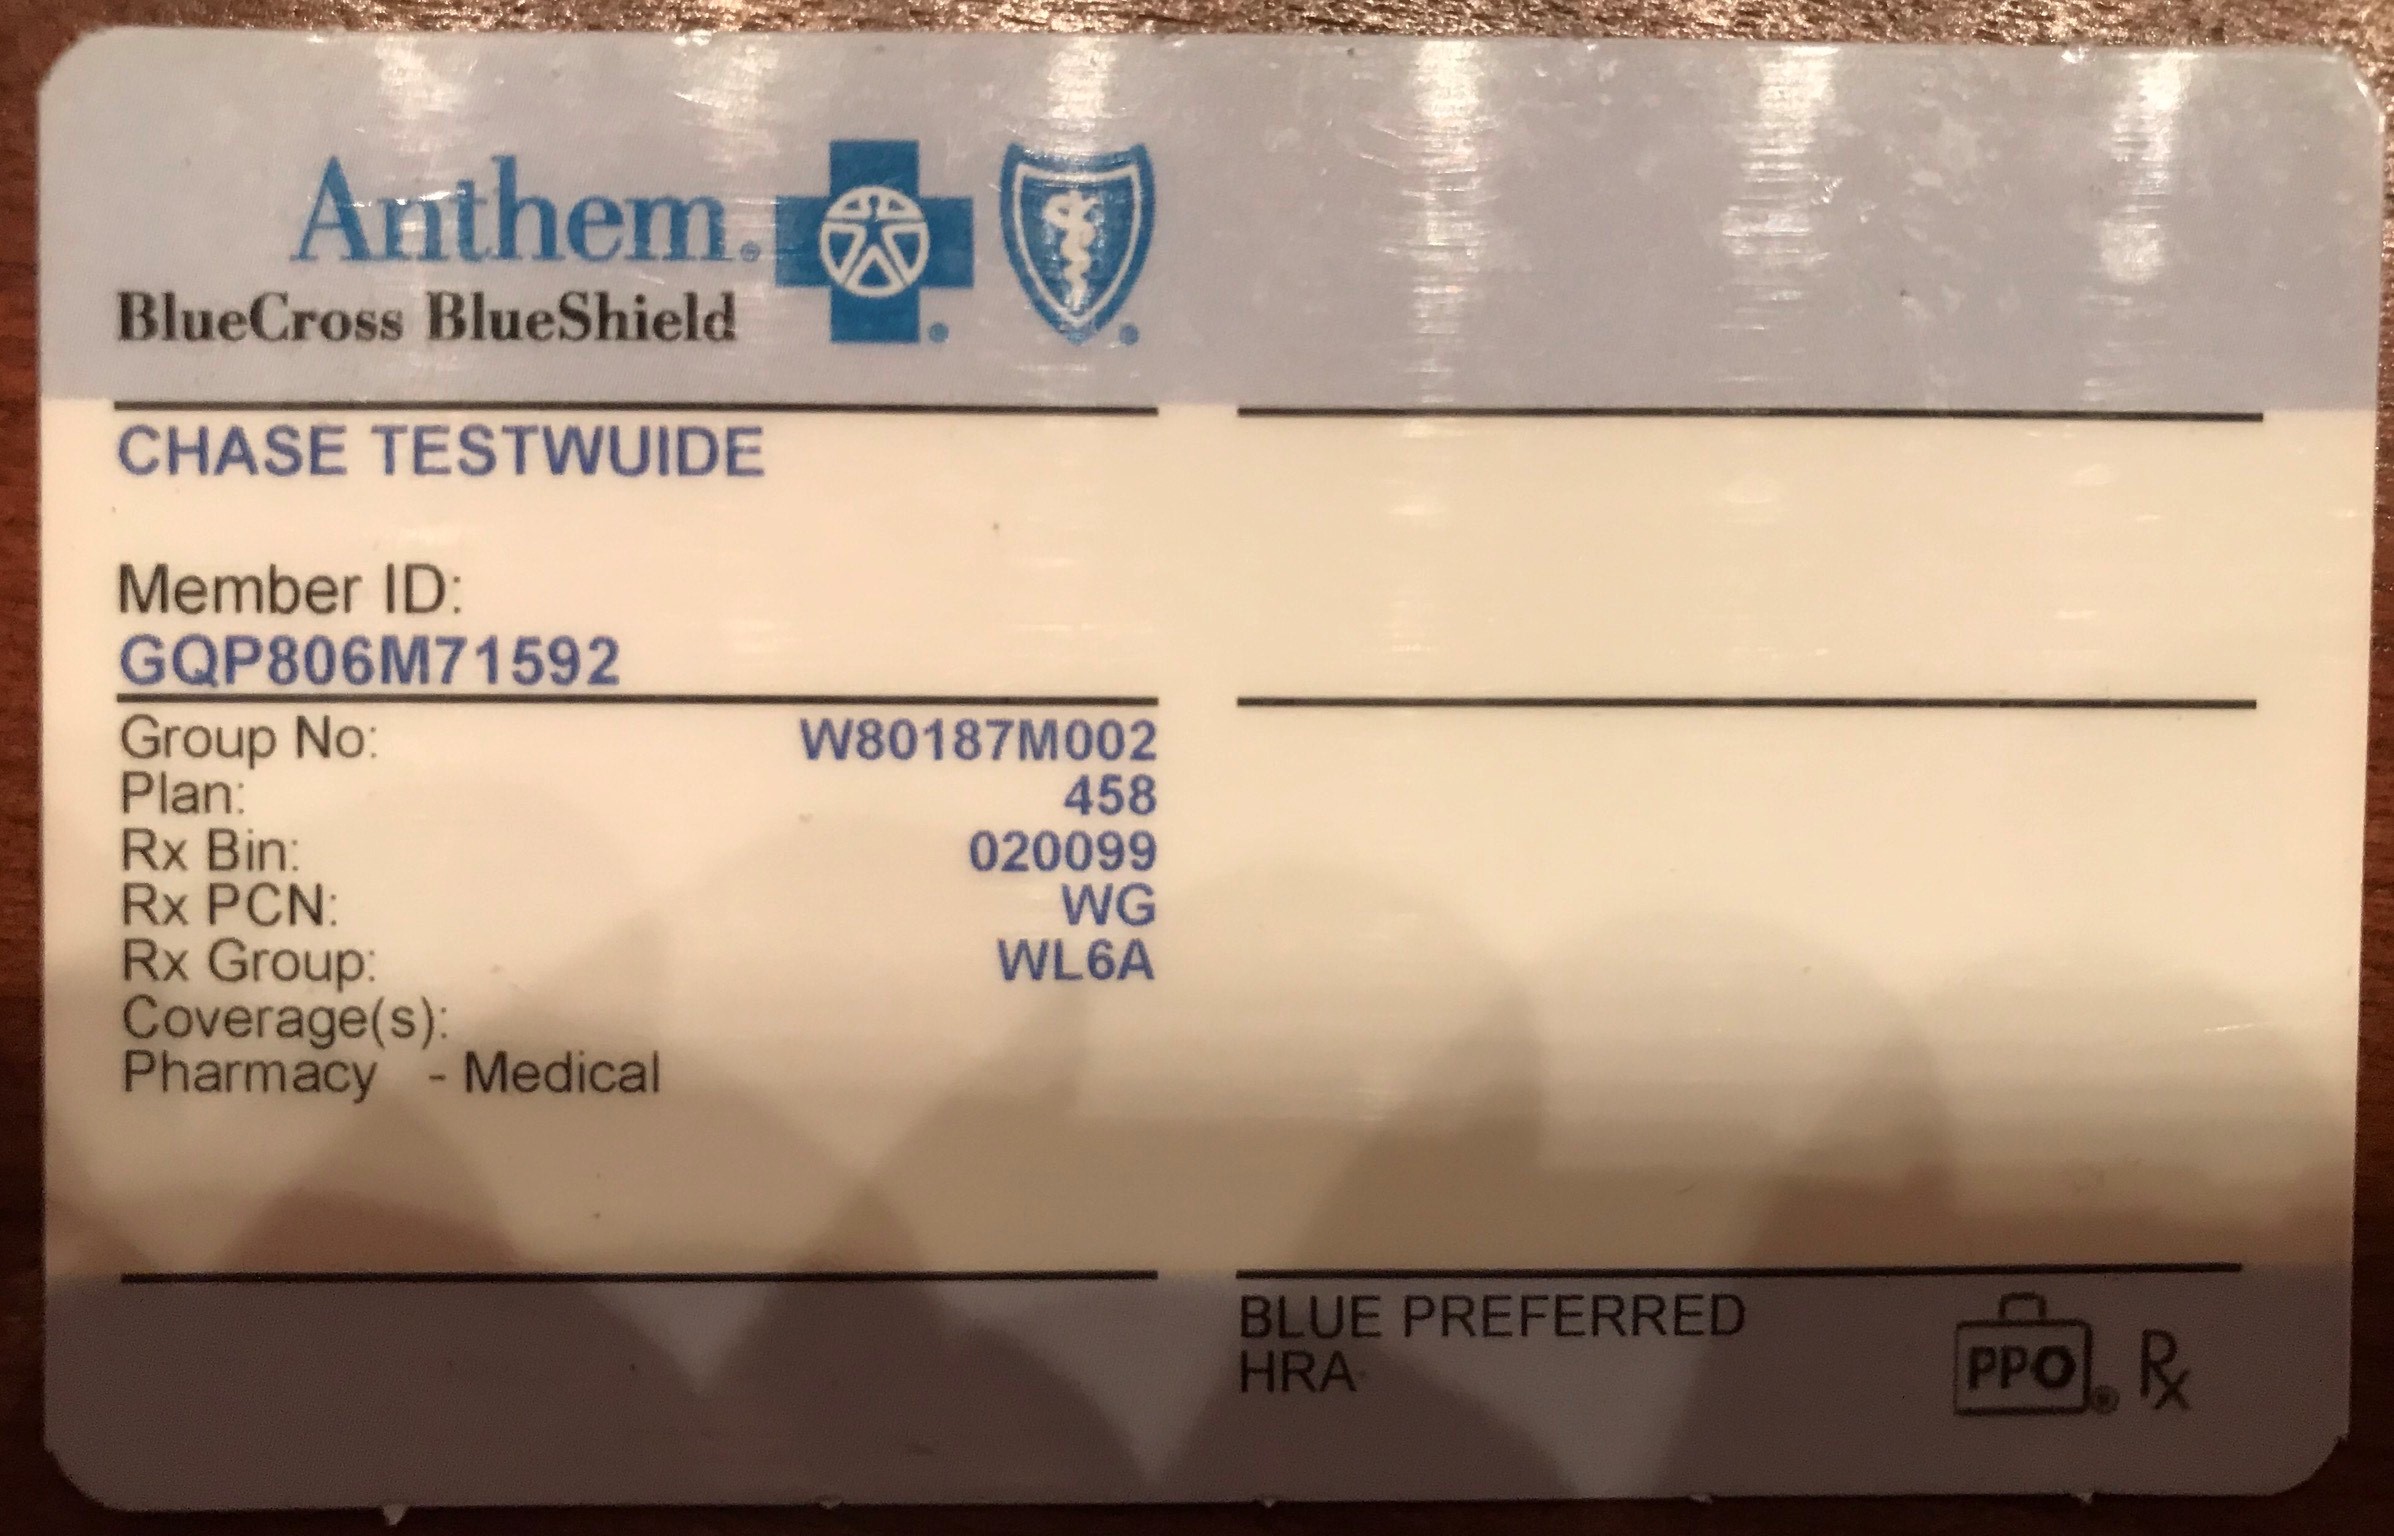 Anthem®
BlueCross BlueShield
CHASE TESTWUIDE
Member ID:
GQP806M71592
Group No: W80187M002
Plan: 458
Rx Bin: 020099
Rx PCN: WG
Rx Group: WL6A
Coverage(s):
Pharmacy - Medical
BLUE PREFERRED
HRA
PPO® Rx